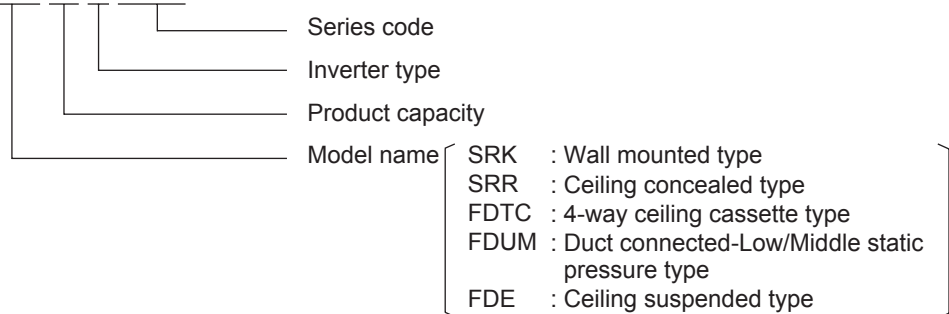 Series code
Inverter type
Product capacity
Model name
SRK : Wall mounted type
SRR : Ceiling concealed type
FDTC : 4-way ceiling cassette type
FDUM : Duct connected-Low/Middle static
pressure type
FDE : Ceiling suspended type